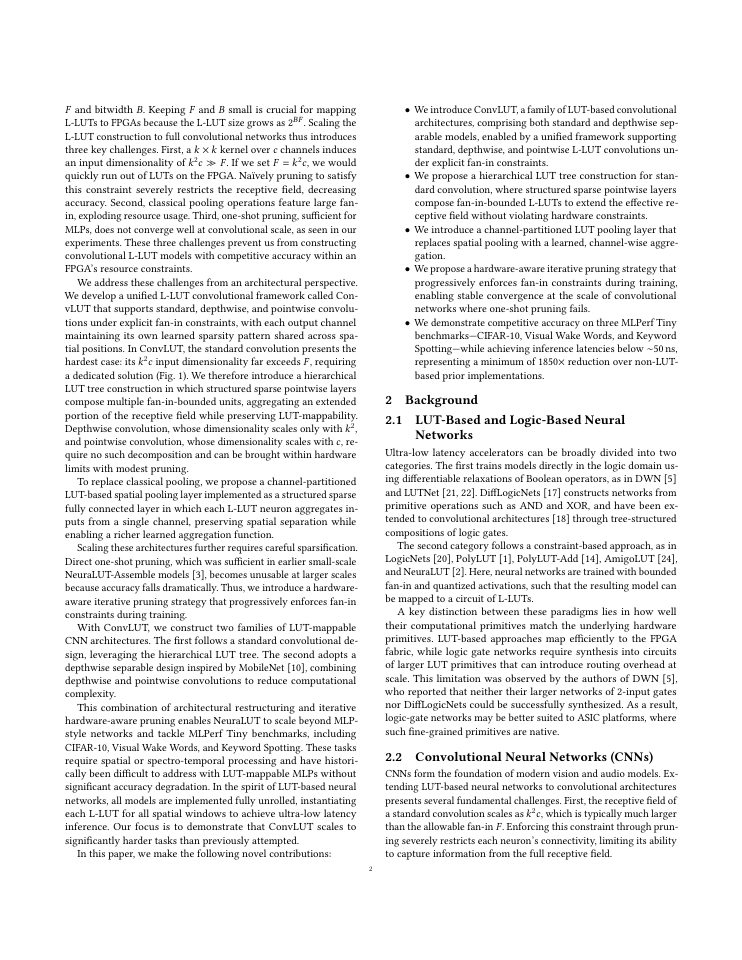 F and bitwidth B. Keeping F and B small is crucial for mapping
L-LUTs to FPGAs because the L-LUT size grows as 2^{BF}. Scaling the
L-LUT construction to full convolutional networks thus introduces
three key challenges. First, a k × k kernel over c channels induces
an input dimensionality of k²c ≫ F. If we set F = k²c, we would
quickly run out of LUTs on the FPGA. Naïvely pruning to satisfy
this constraint severely restricts the receptive field, decreasing
accuracy. Second, classical pooling operations feature large fan-
in, exploding resource usage. Third, one-shot pruning, sufficient for
MLPs, does not converge well at convolutional scale, as seen in our
experiments. These three challenges prevent us from constructing
convolutional L-LUT models with competitive accuracy within an
FPGA's resource constraints.
We address these challenges from an architectural perspective.
We develop a unified L-LUT convolutional framework called Con-
vLUT that supports standard, depthwise, and pointwise convolu-
tions under explicit fan-in constraints, with each output channel
maintaining its own learned sparsity pattern shared across spa-
tial positions. In ConvLUT, the standard convolution presents the
hardest case: its k²c input dimensionality far exceeds F, requiring
a dedicated solution (Fig. 1). We therefore introduce a hierarchical
LUT tree construction in which structured sparse pointwise layers
compose multiple fan-in-bounded units, aggregating an extended
portion of the receptive field while preserving LUT-mappability.
Depthwise convolution, whose dimensionality scales only with k²,
and pointwise convolution, whose dimensionality scales with c, re-
quire no such decomposition and can be brought within hardware
limits with modest pruning.
To replace classical pooling, we propose a channel-partitioned
LUT-based spatial pooling layer implemented as a structured sparse
fully connected layer in which each L-LUT neuron aggregates in-
puts from a single channel, preserving spatial separation while
enabling a richer learned aggregation function.
Scaling these architectures further requires careful sparsification.
Direct one-shot pruning, which was sufficient in earlier small-scale
NeuraLUT-Assemble models [3], becomes unusable at larger scales
because accuracy falls dramatically. Thus, we introduce a hardware-
aware iterative pruning strategy that progressively enforces fan-in
constraints during training.
With ConvLUT, we construct two families of LUT-mappable
CNN architectures. The first follows a standard convolutional de-
sign, leveraging the hierarchical LUT tree. The second adopts a
depthwise separable design inspired by MobileNet [10], combining
depthwise and pointwise convolutions to reduce computational
complexity.
This combination of architectural restructuring and iterative
hardware-aware pruning enables NeuraLUT to scale beyond MLP-
style networks and tackle MLPerf Tiny benchmarks, including
CIFAR-10, Visual Wake Words, and Keyword Spotting. These tasks
require spatial or spectro-temporal processing and have histori-
cally been difficult to address with LUT-mappable MLPs without
significant accuracy degradation. In the spirit of LUT-based neural
networks, all models are implemented fully unrolled, instantiating
each L-LUT for all spatial windows to achieve ultra-low latency
inference. Our focus is to demonstrate that ConvLUT scales to
significantly harder tasks than previously attempted.
In this paper, we make the following novel contributions:
• We introduce ConvLUT, a family of LUT-based convolutional
architectures, comprising both standard and depthwise sep-
arable models, enabled by a unified framework supporting
standard, depthwise, and pointwise L-LUT convolutions un-
der explicit fan-in constraints.
• We propose a hierarchical LUT tree construction for stan-
dard convolution, where structured sparse pointwise layers
compose fan-in-bounded L-LUTs to extend the effective re-
ceptive field without violating hardware constraints.
• We introduce a channel-partitioned LUT pooling layer that
replaces spatial pooling with a learned, channel-wise aggre-
gation.
• We propose a hardware-aware iterative pruning strategy that
progressively enforces fan-in constraints during training,
enabling stable convergence at the scale of convolutional
networks where one-shot pruning fails.
• We demonstrate competitive accuracy on three MLPerf Tiny
benchmarks—CIFAR-10, Visual Wake Words, and Keyword
Spotting—while achieving inference latencies below ~50 ns,
representing a minimum of 1850× reduction over non-LUT-
based prior implementations.
2 Background
2.1 LUT-Based and Logic-Based Neural
Networks
Ultra-low latency accelerators can be broadly divided into two
categories. The first trains models directly in the logic domain us-
ing differentiable relaxations of Boolean operators, as in DWN [5]
and LUTNet [21, 22]. DiffLogicNets [17] constructs networks from
primitive operations such as AND and XOR, and have been ex-
tended to convolutional architectures [18] through tree-structured
compositions of logic gates.
The second category follows a constraint-based approach, as in
LogicNets [20], PolyLUT [1], PolyLUT-Add [14], AmigoLUT [24],
and NeuraLUT [2]. Here, neural networks are trained with bounded
fan-in and quantized activations, such that the resulting model can
be mapped to a circuit of L-LUTs.
A key distinction between these paradigms lies in how well
their computational primitives match the underlying hardware
primitives. LUT-based approaches map efficiently to the FPGA
fabric, while logic gate networks require synthesis into circuits
of larger LUT primitives that can introduce routing overhead at
scale. This limitation was observed by the authors of DWN [5],
who reported that neither their larger networks of 2-input gates
nor DiffLogicNets could be successfully synthesized. As a result,
logic-gate networks may be better suited to ASIC platforms, where
such fine-grained primitives are native.
2.2 Convolutional Neural Networks (CNNs)
CNNs form the foundation of modern vision and audio models. Ex-
tending LUT-based neural networks to convolutional architectures
presents several fundamental challenges. First, the receptive field of
a standard convolution scales as k²c, which is typically much larger
than the allowable fan-in F. Enforcing this constraint through prun-
ing severely restricts each neuron's connectivity, limiting its ability
to capture information from the full receptive field.
2